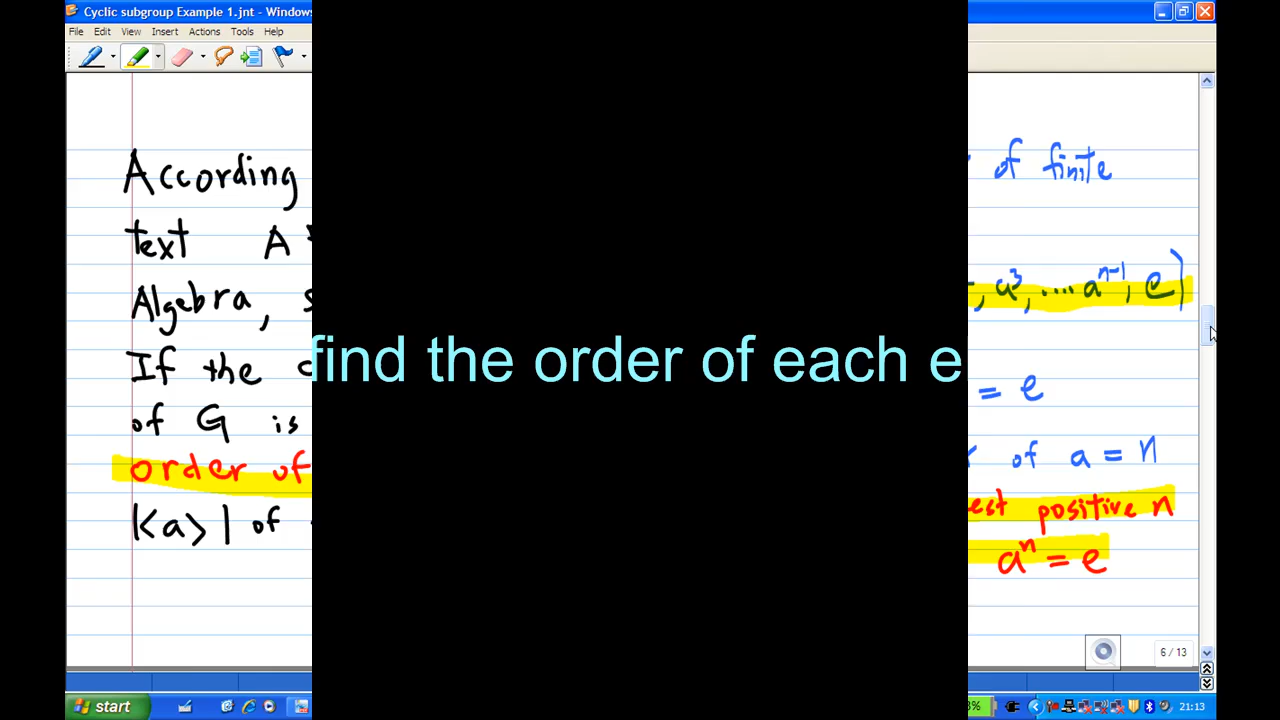 Cyclic subgroup Example 1.jnt - Windows
File Edit View Insert Actions Tools Help
According
text A
Algebra,
If the
of G is
order of
|<a>| of
find the order of each e
of finite
, a³, .... aⁿ⁻¹, e}
= e
of a = n
positive n
aⁿ = e
6 / 13
start
21:13